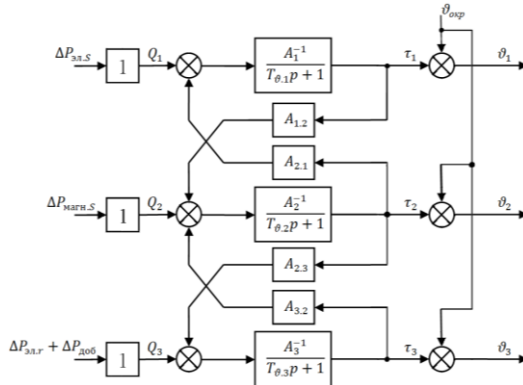 ϑокр
ΔPэл.S 1 Q1 A1^-1 / (Tϑ.1p + 1) τ1 ϑ1
A1.2
A2.1
ΔPмагн.S 1 Q2 A2^-1 / (Tϑ.2p + 1) τ2 ϑ2
A2.3
A3.2
ΔPэл.r + ΔPдоб 1 Q3 A3^-1 / (Tϑ.3p + 1) τ3 ϑ3